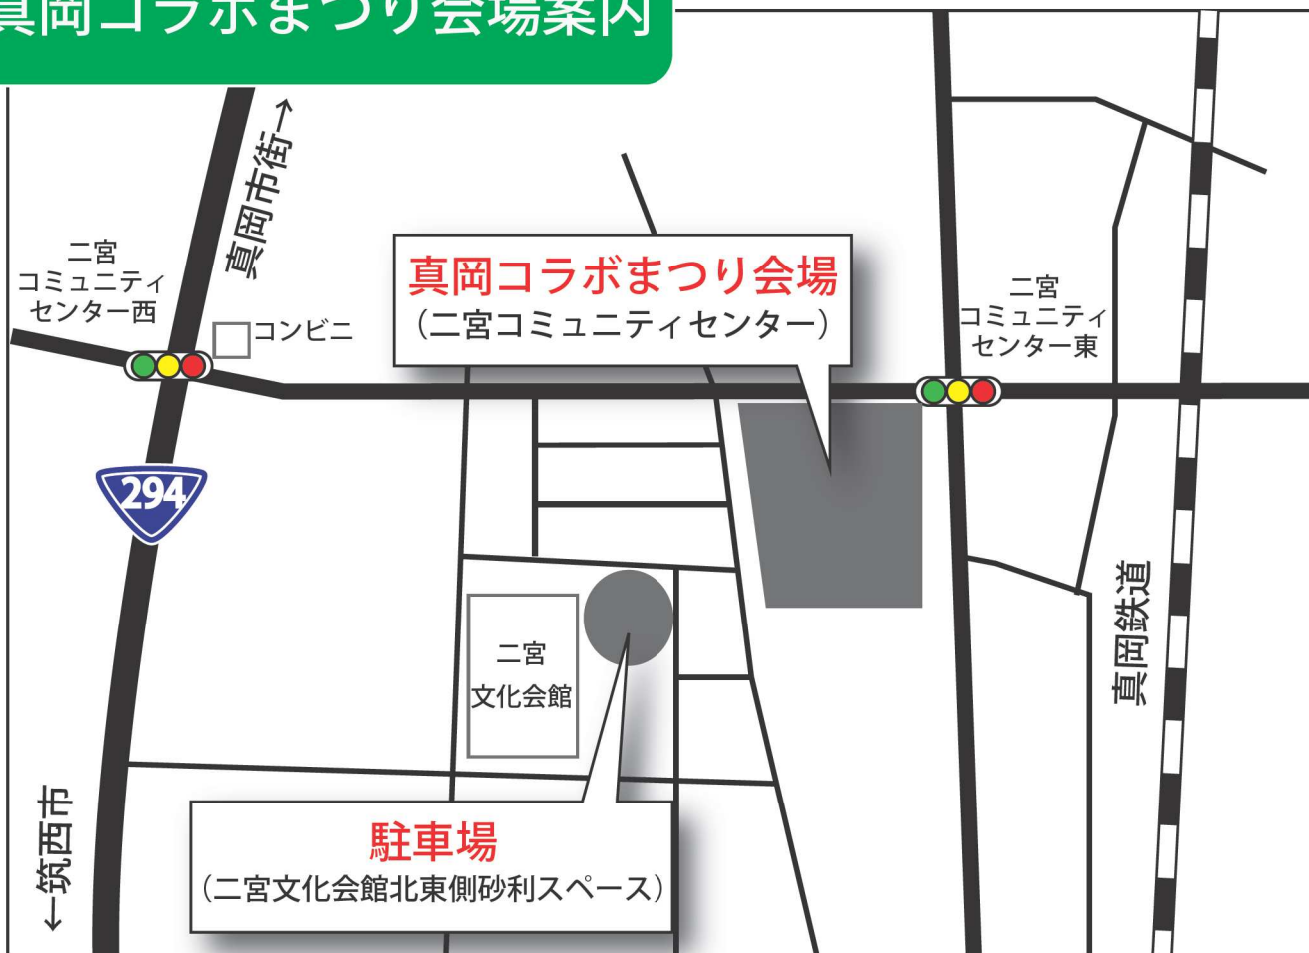 真岡コラボまつり会場案内
真岡市街→
二宮
コミュニティ
センター西
コンビニ
真岡コラボまつり会場
（二宮コミュニティセンター）
二宮
コミュニティ
センター東
294
二宮
文化会館
真岡鉄道
←筑西市
駐車場
（二宮文化会館北東側砂利スペース）